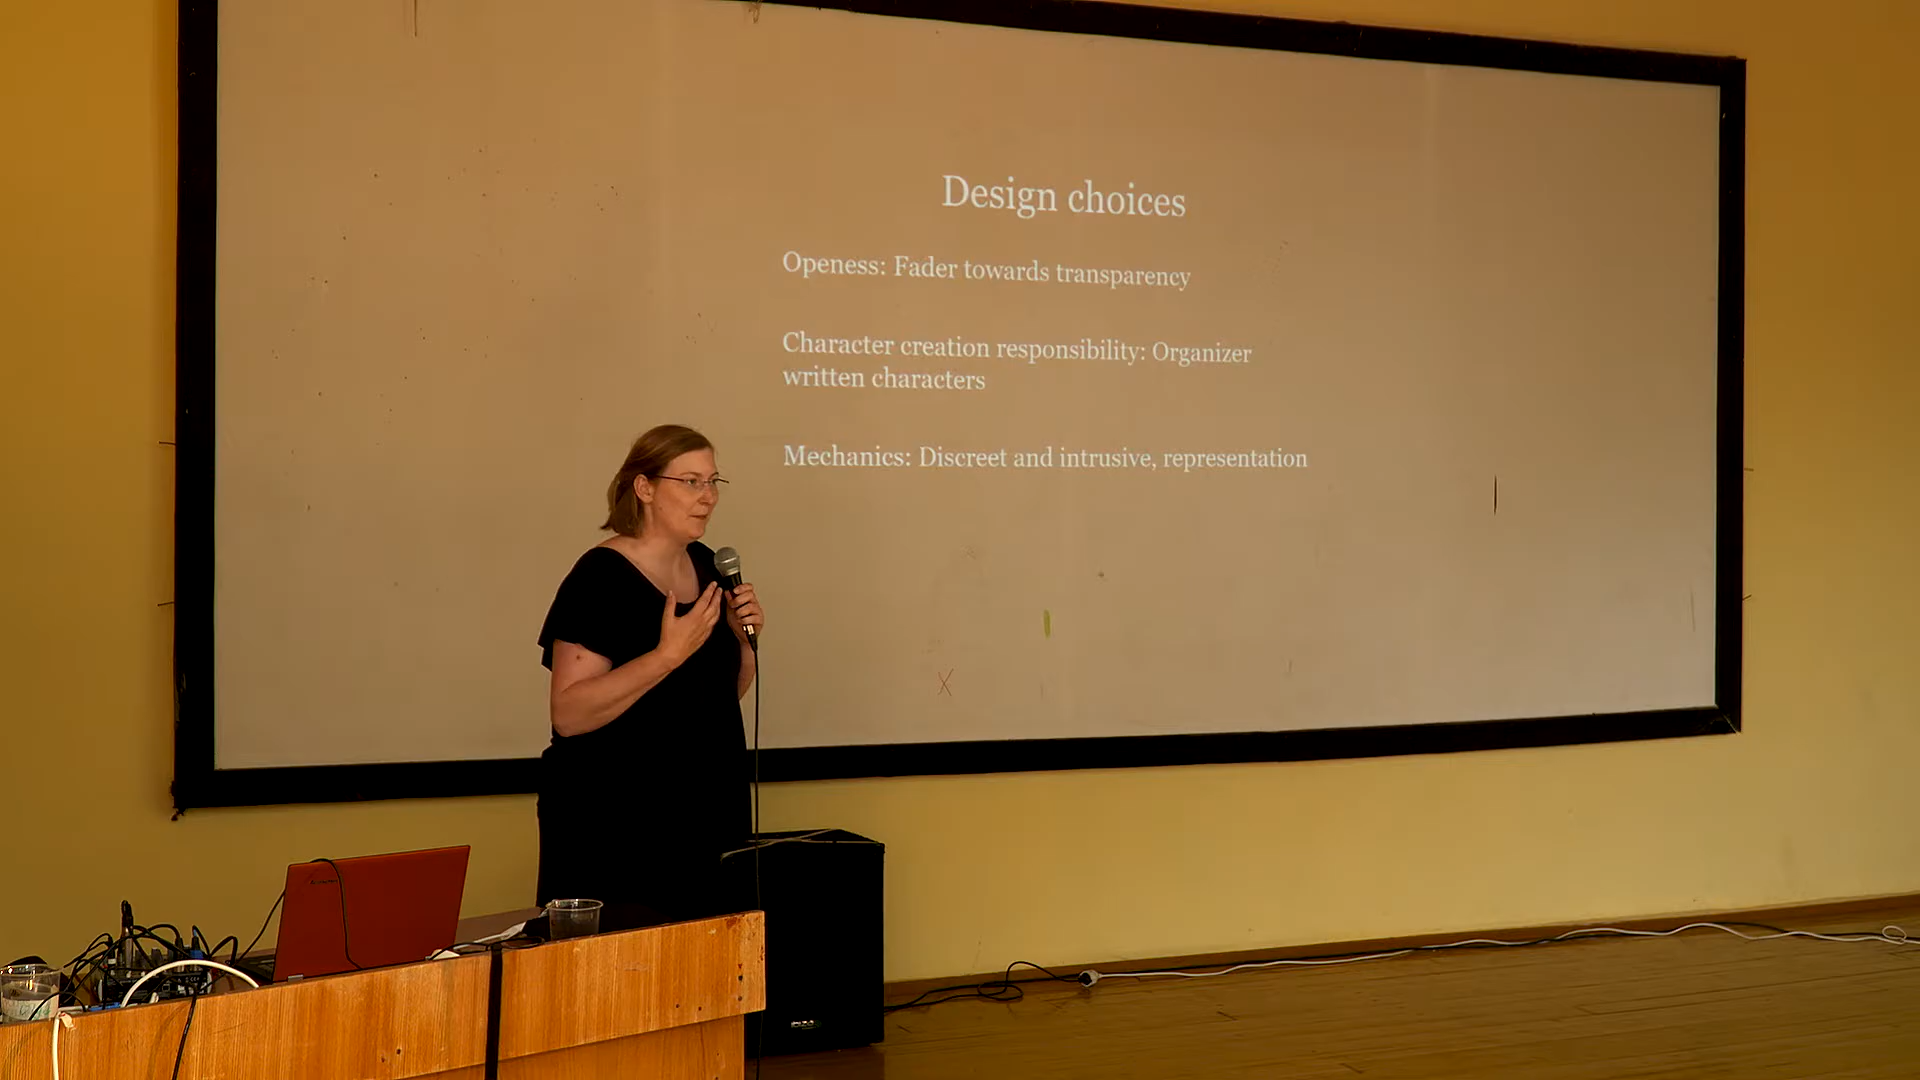 Design choices
Openess: Fader towards transparency
Character creation responsibility: Organizer
written characters
Mechanics: Discreet and intrusive, representation